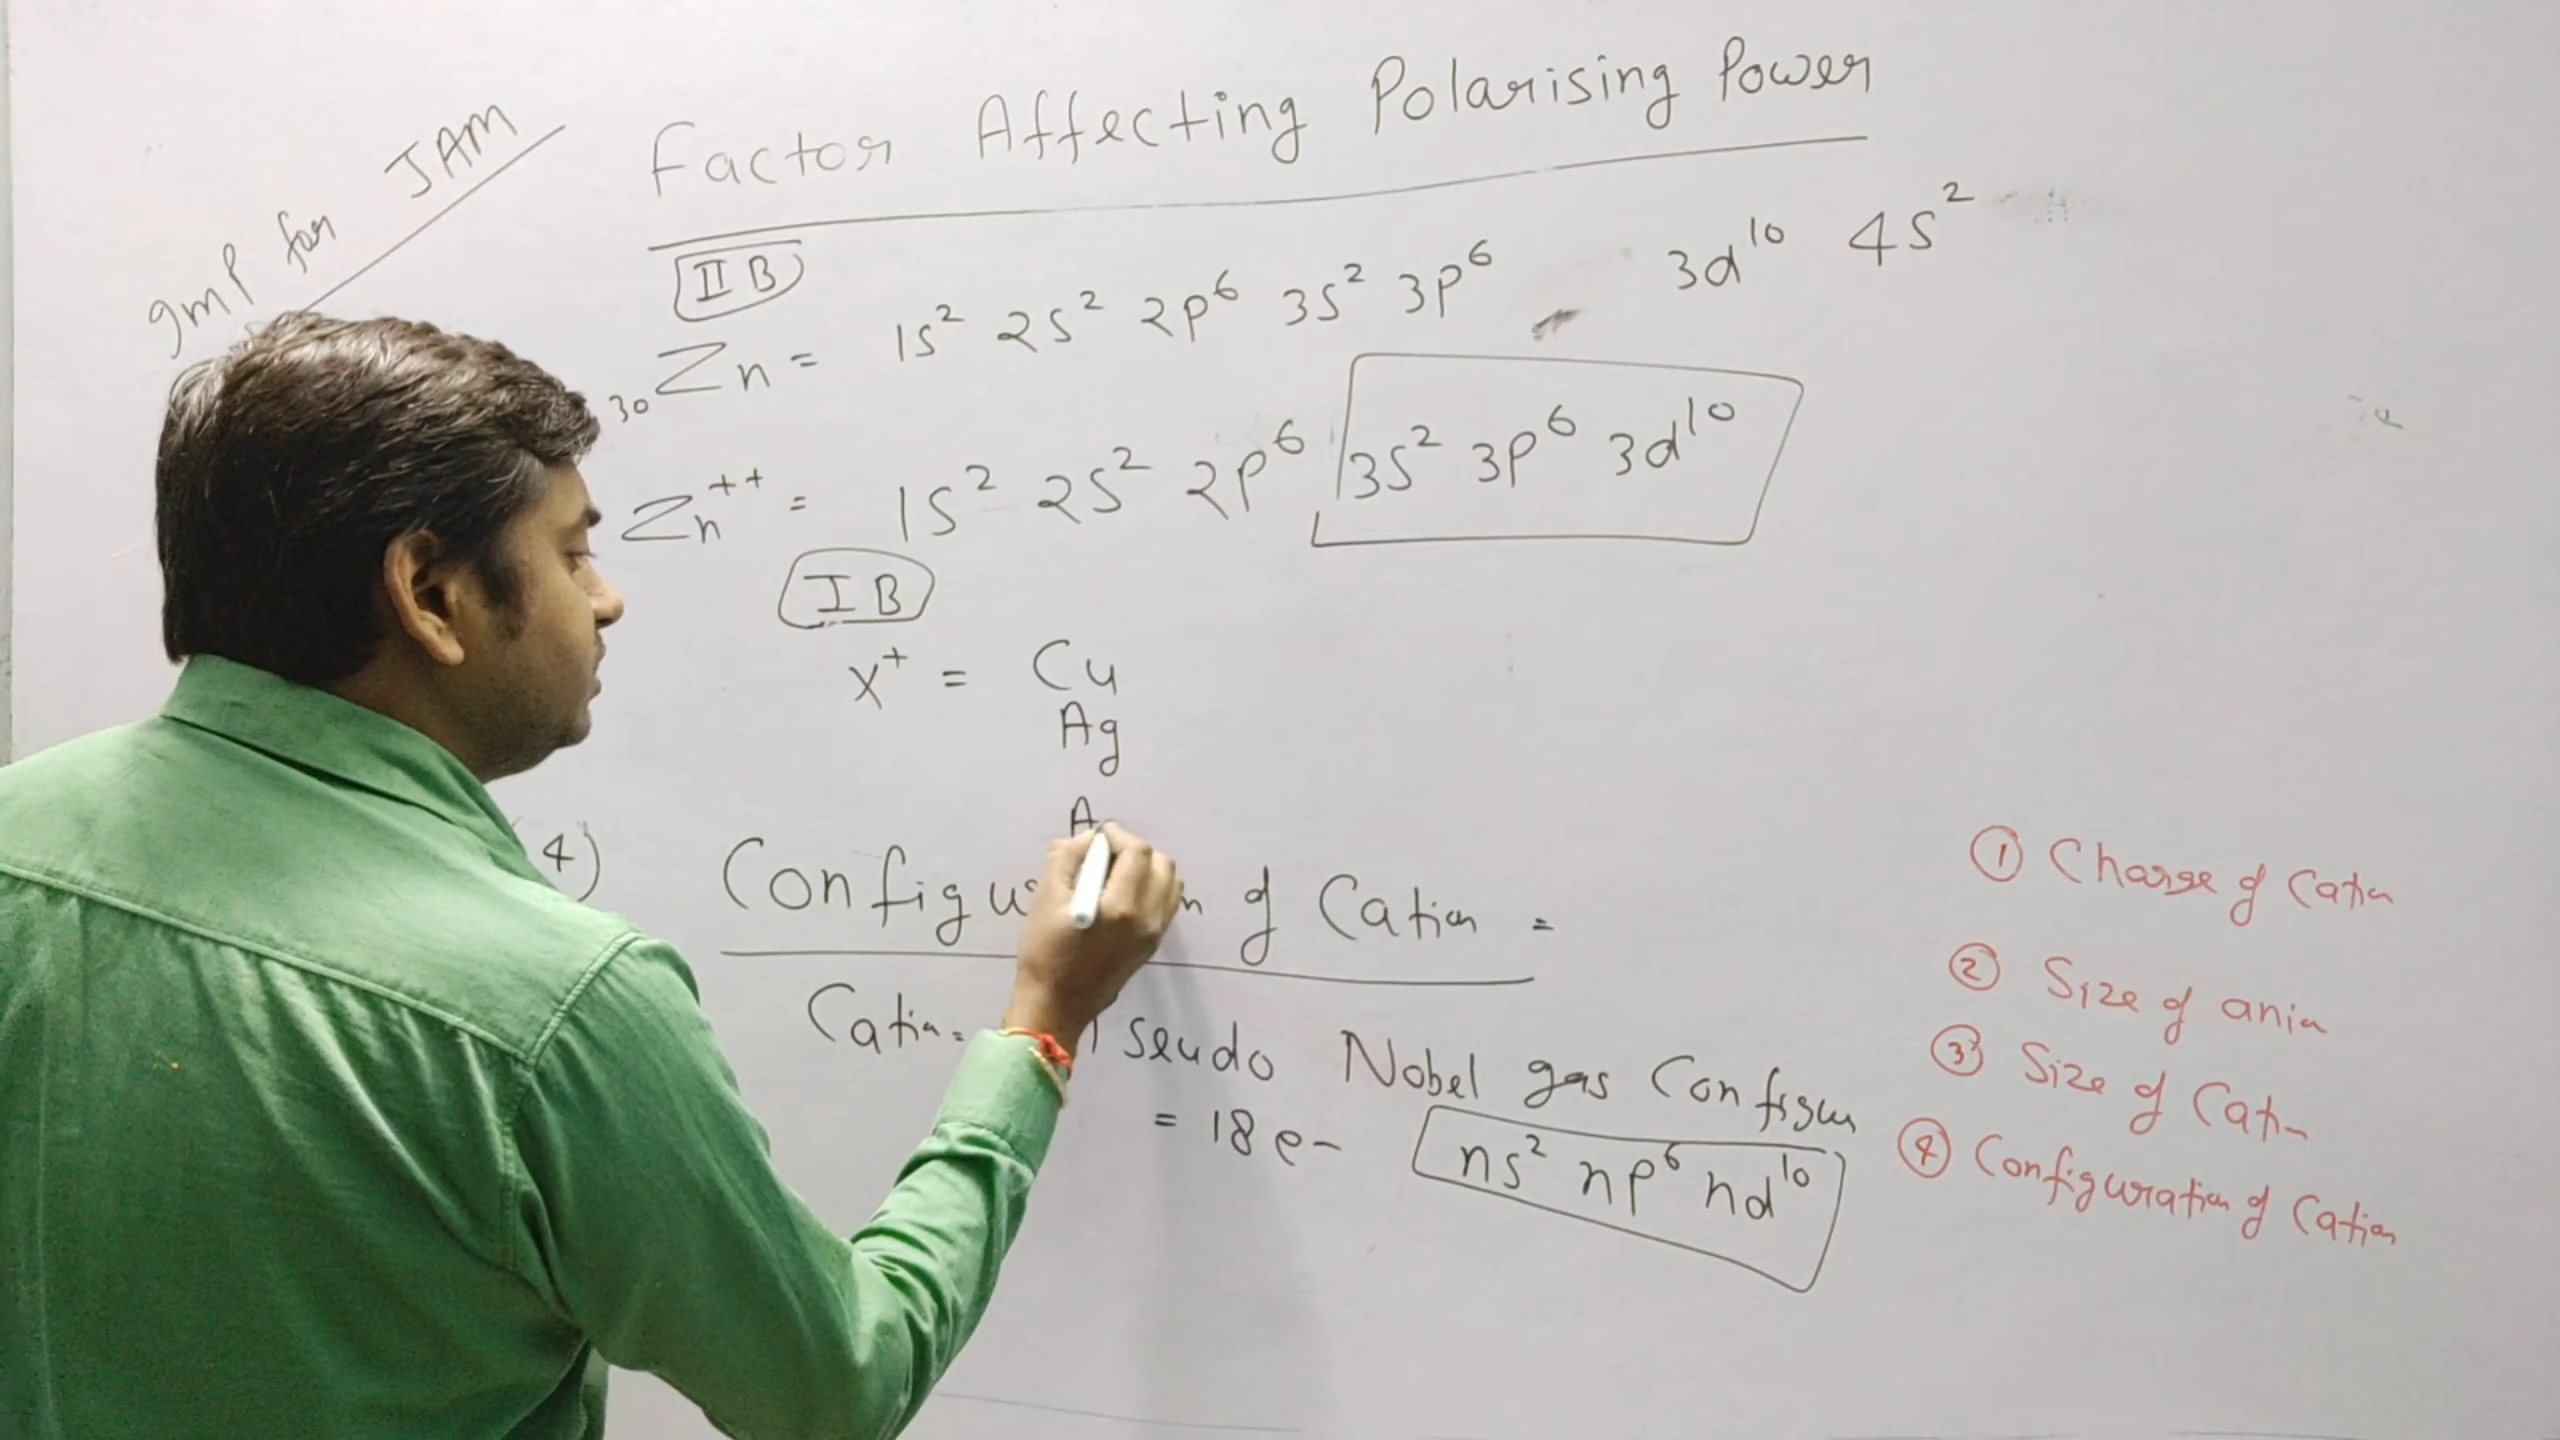 Imp for JAM
Factor Affecting Polarising Power
II B
30Zn = 1s² 2s² 2p⁶ 3s² 3p⁶ 3d¹⁰ 4s²
Zn⁺⁺ = 1s² 2s² 2p⁶ 3s² 3p⁶ 3d¹⁰
I B
X⁺ = Cu
Ag
A
4) Configu n of Cation =
Cation = seudo Nobel gas Configu
= 18 e- ns² np⁶ nd¹⁰
① Charge of Cation
② Size of anion
③ Size of Cation
④ Configuration of Cation